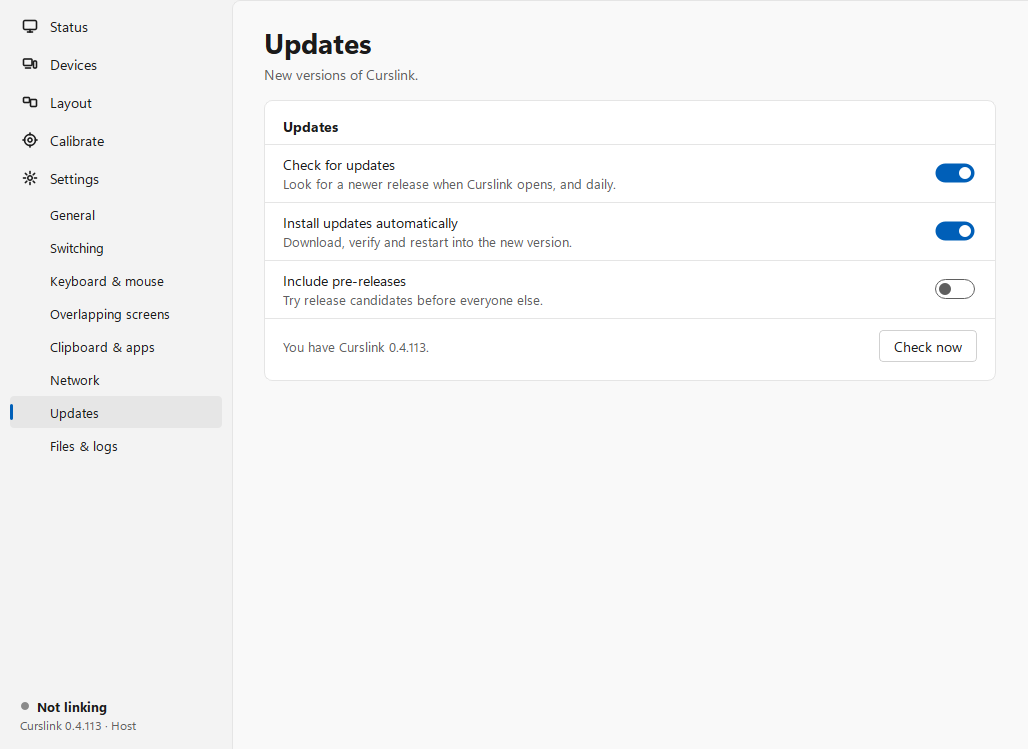 Status
Devices
Layout
Calibrate
Settings
General
Switching
Keyboard & mouse
Overlapping screens
Clipboard & apps
Network
Updates
Files & logs
Not linking
Curslink 0.4.113 · Host
Updates
New versions of Curslink.
Updates
Check for updates
Look for a newer release when Curslink opens, and daily.
Install updates automatically
Download, verify and restart into the new version.
Include pre-releases
Try release candidates before everyone else.
You have Curslink 0.4.113.
Check now